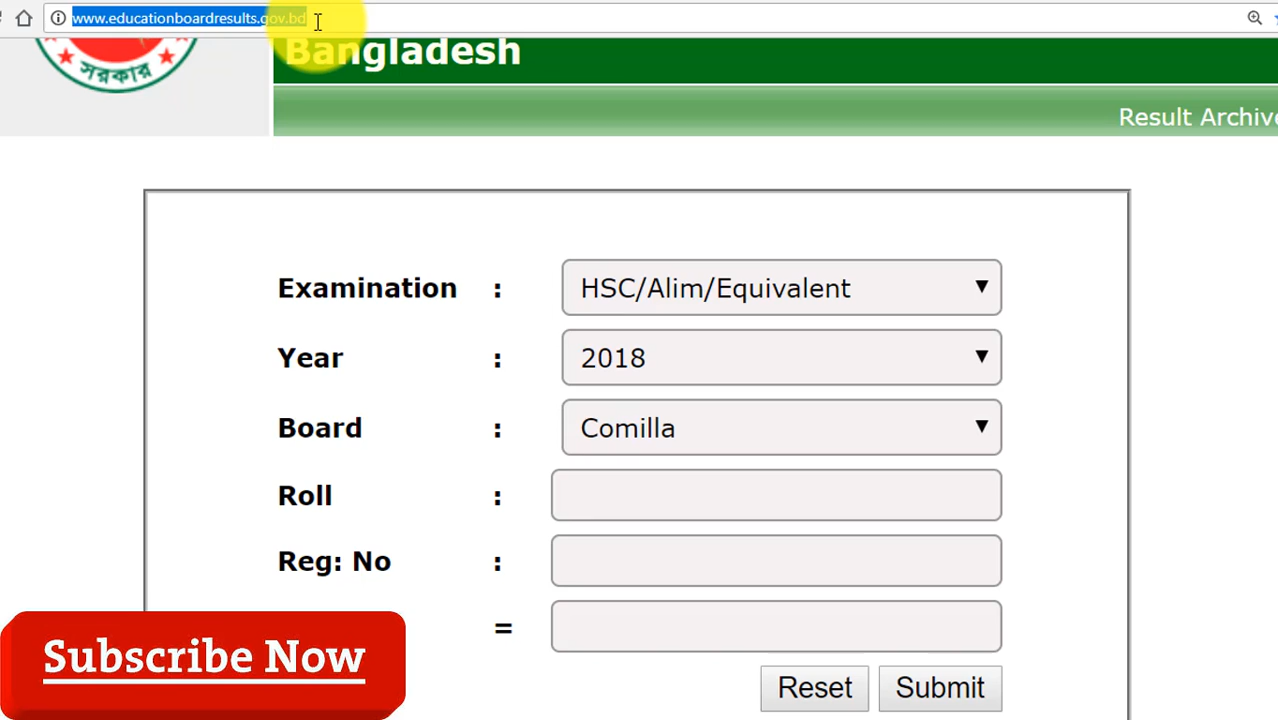 www.educationboardresults.gov.bd
সরকার
Bangladesh
Result Archive
Examination : HSC/Alim/Equivalent
Year : 2018
Board : Comilla
Roll :
Reg: No :
=
Subscribe Now
Reset Submit